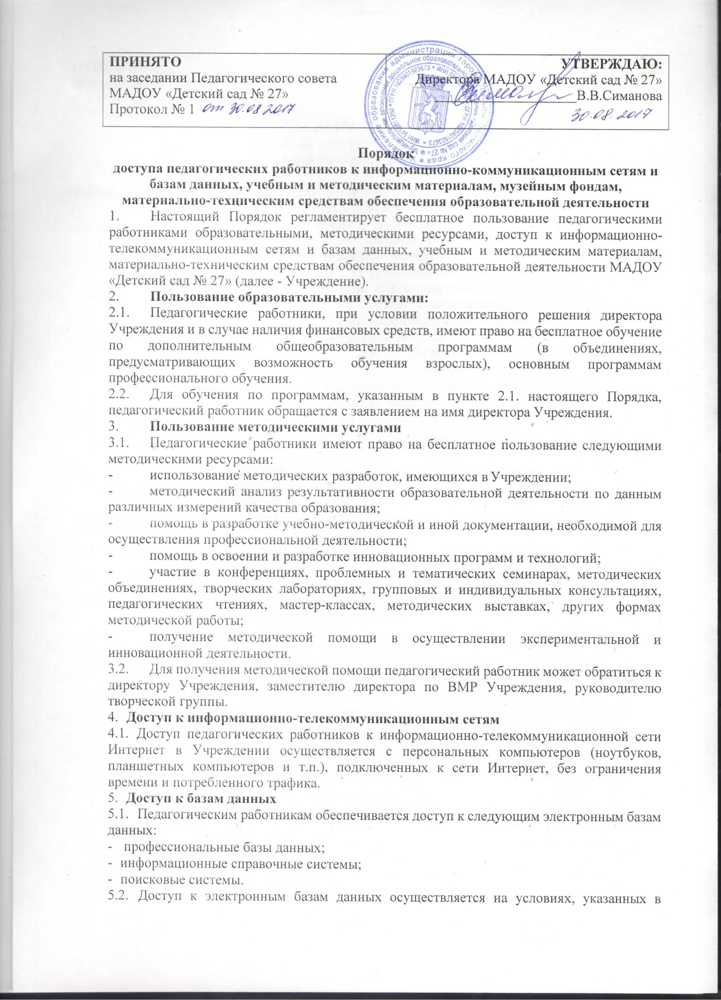 ПРИНЯТО
на заседании Педагогического совета
МАДОУ «Детский сад № 27»
Протокол № 1 от 30.08.2017
УТВЕРЖДАЮ:
Директора МАДОУ «Детский сад № 27»
В.В.Симанова
30.08.2017
Порядок
доступа педагогических работников к информационно-коммуникационным сетям и
базам данных, учебным и методическим материалам, музейным фондам,
материально-техническим средствам обеспечения образовательной деятельности
1. Настоящий Порядок регламентирует бесплатное пользование педагогическими
работниками образовательными, методическими ресурсами, доступ к информационно-
телекоммуникационным сетям и базам данных, учебным и методическим материалам,
материально-техническим средствам обеспечения образовательной деятельности МАДОУ
«Детский сад № 27» (далее - Учреждение).
2. Пользование образовательными услугами:
2.1. Педагогические работники, при условии положительного решения директора
Учреждения и в случае наличия финансовых средств, имеют право на бесплатное обучение
по дополнительным общеобразовательным программам (в объединениях,
предусматривающих возможность обучения взрослых), основным программам
профессионального обучения.
2.2. Для обучения по программам, указанным в пункте 2.1. настоящего Порядка,
педагогический работник обращается с заявлением на имя директора Учреждения.
3. Пользование методическими услугами
3.1. Педагогические работники имеют право на бесплатное пользование следующими
методическими ресурсами:
- использование методических разработок, имеющихся в Учреждении;
- методический анализ результативности образовательной деятельности по данным
различных измерений качества образования;
- помощь в разработке учебно-методической и иной документации, необходимой для
осуществления профессиональной деятельности;
- помощь в освоении и разработке инновационных программ и технологий;
- участие в конференциях, проблемных и тематических семинарах, методических
объединениях, творческих лабораториях, групповых и индивидуальных консультациях,
педагогических чтениях, мастер-классах, методических выставках, других формах
методической работы;
- получение методической помощи в осуществлении экспериментальной и
инновационной деятельности.
3.2. Для получения методической помощи педагогический работник может обратиться к
директору Учреждения, заместителю директора по ВМР Учреждения, руководителю
творческой группы.
4. Доступ к информационно-телекоммуникационным сетям
4.1. Доступ педагогических работников к информационно-телекоммуникационной сети
Интернет в Учреждении осуществляется с персональных компьютеров (ноутбуков,
планшетных компьютеров и т.п.), подключенных к сети Интернет, без ограничения
времени и потребленного трафика.
5. Доступ к базам данных
5.1. Педагогическим работникам обеспечивается доступ к следующим электронным базам
данных:
- профессиональные базы данных;
- информационные справочные системы;
- поисковые системы.
5.2. Доступ к электронным базам данных осуществляется на условиях, указанных в